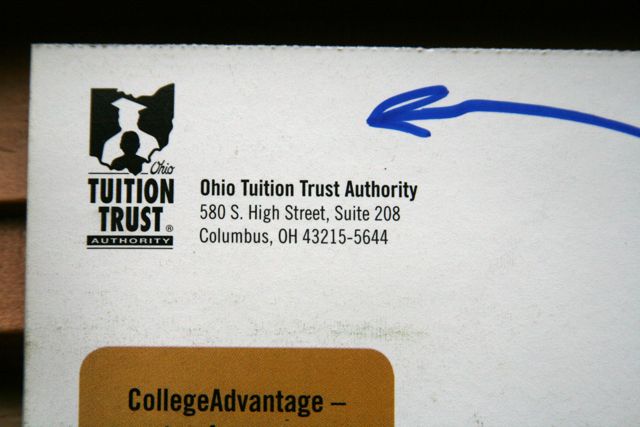 Ohio
TUITION
TRUST®
AUTHORITY
Ohio Tuition Trust Authority
580 S. High Street, Suite 208
Columbus, OH 43215-5644
CollegeAdvantage –